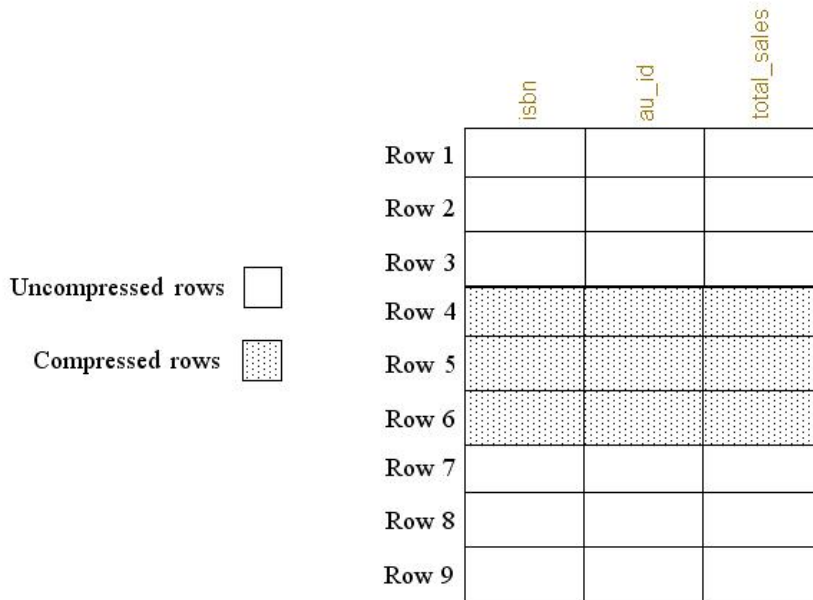 isbn
au_id
total_sales
Row 1
Row 2
Row 3
Uncompressed rows
Row 4
Compressed rows
Row 5
Row 6
Row 7
Row 8
Row 9